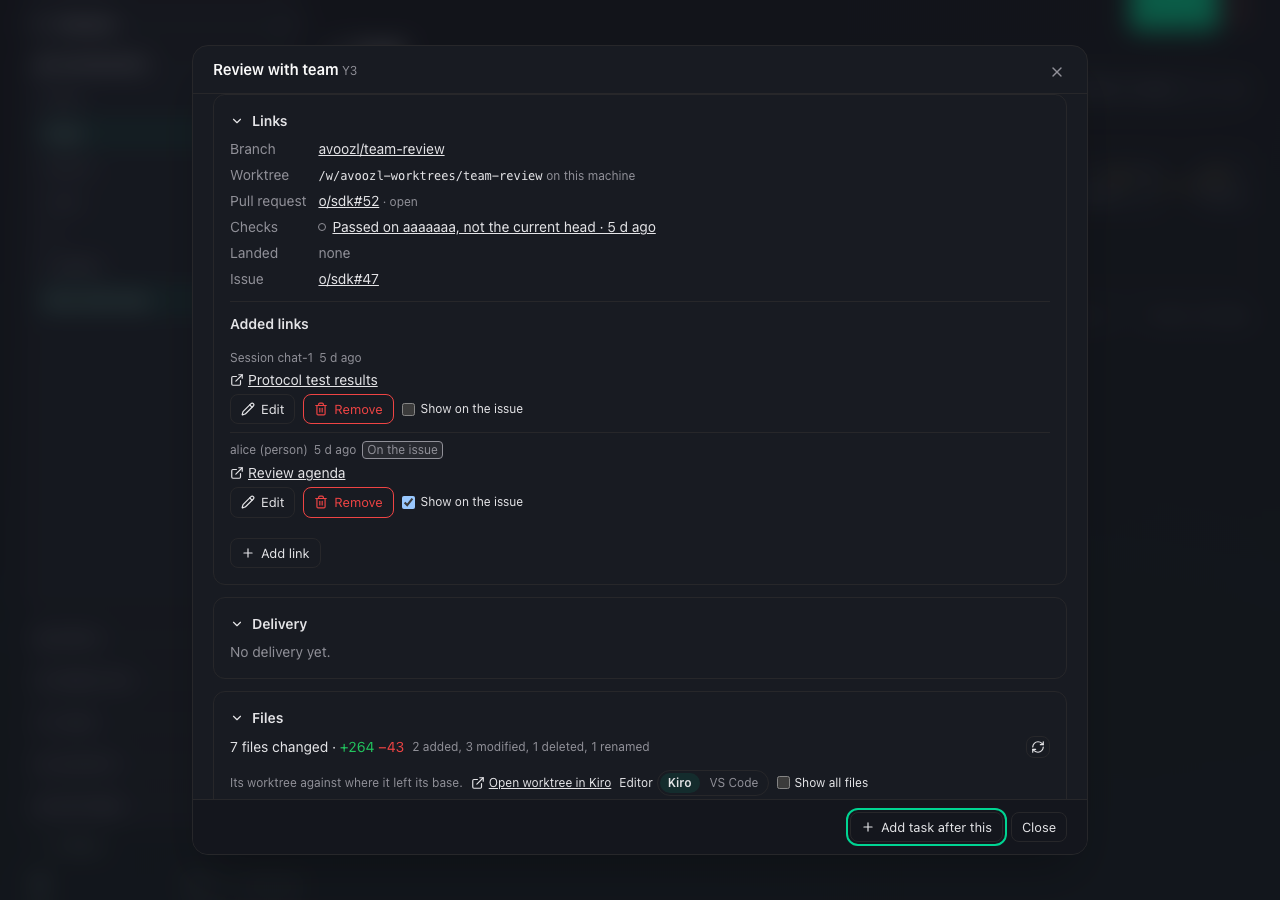 Review with team Y3
Links
Branch avoozl/team-review
Worktree /w/avoozl-worktrees/team-review on this machine
Pull request o/sdk#52 · open
Checks Passed on aaaaaaa, not the current head · 5 d ago
Landed none
Issue o/sdk#47
Added links
Session chat-1 5 d ago
Protocol test results
Edit Remove Show on the issue
alice (person) 5 d ago On the issue
Review agenda
Edit Remove Show on the issue
Add link
Delivery
No delivery yet.
Files
7 files changed · +264 −43 2 added, 3 modified, 1 deleted, 1 renamed
Its worktree against where it left its base. Open worktree in Kiro Editor Kiro VS Code Show all files
Add task after this Close